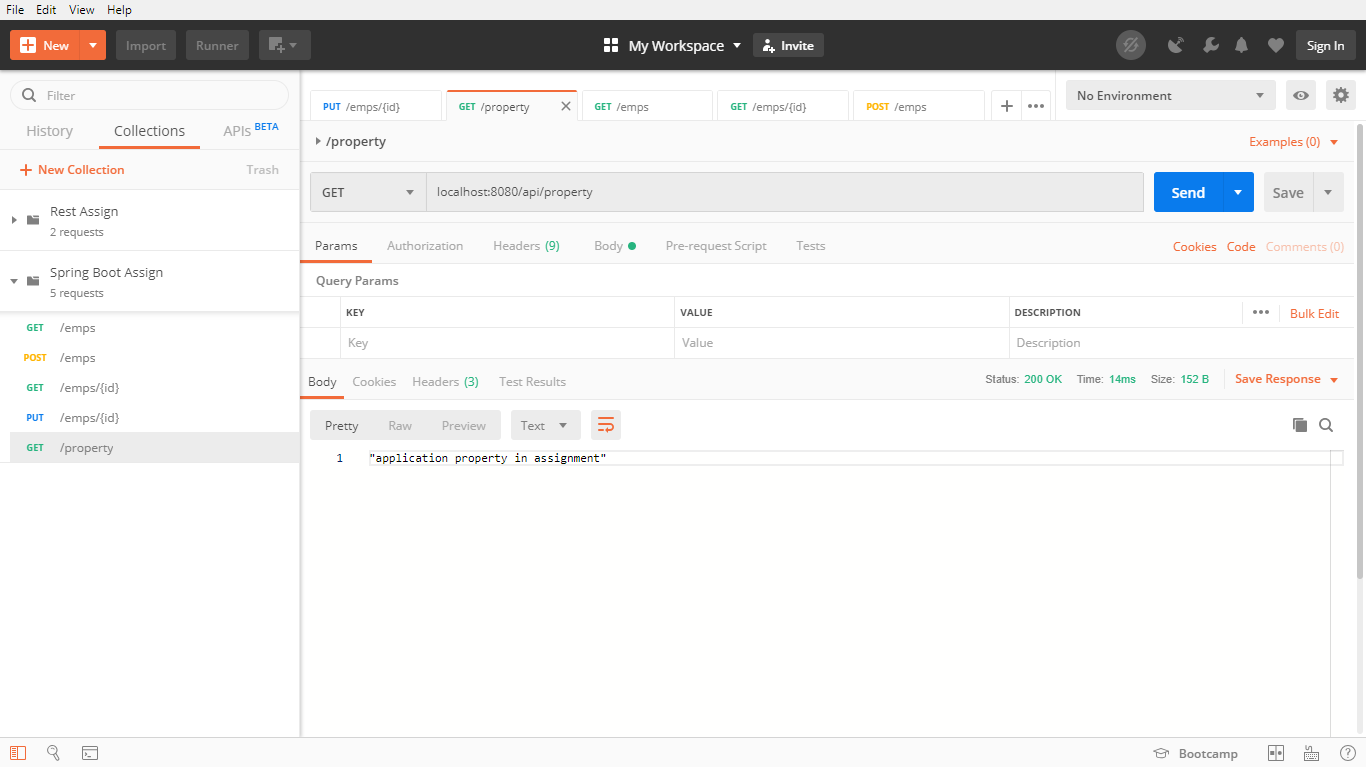 File Edit View Help
New Import Runner My Workspace Invite Sign In
Filter
History Collections APIs BETA
New Collection Trash
Rest Assign
2 requests
Spring Boot Assign
5 requests
GET /emps
POST /emps
GET /emps/{id}
PUT /emps/{id}
GET /property
PUT /emps/{id} GET /property GET /emps GET /emps/{id} POST /emps No Environment
/property Examples (0)
GET localhost:8080/api/property Send Save
Params Authorization Headers (9) Body Pre-request Script Tests Cookies Code Comments (0)
Query Params
KEY VALUE DESCRIPTION Bulk Edit
Key Value Description
Body Cookies Headers (3) Test Results Status: 200 OK Time: 14ms Size: 152 B Save Response
Pretty Raw Preview Text
1 "application property in assignment"
Bootcamp